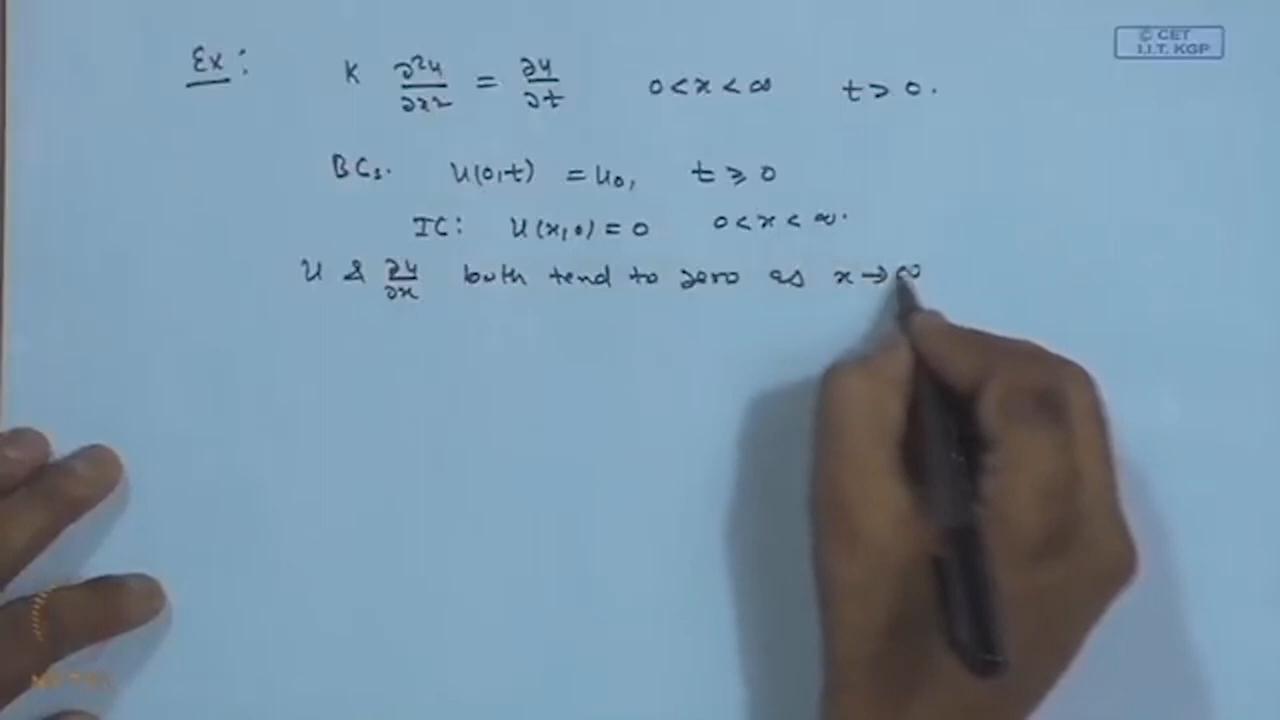 © CET
I.I.T. KGP
Ex: K ∂²u/∂x² = ∂u/∂t 0 < x < ∞ t > 0.
BCs. u(0,t) = u₀, t ≥ 0
IC: u(x,0) = 0 0 < x < ∞.
u & ∂u/∂x both tend to zero as x → ∞